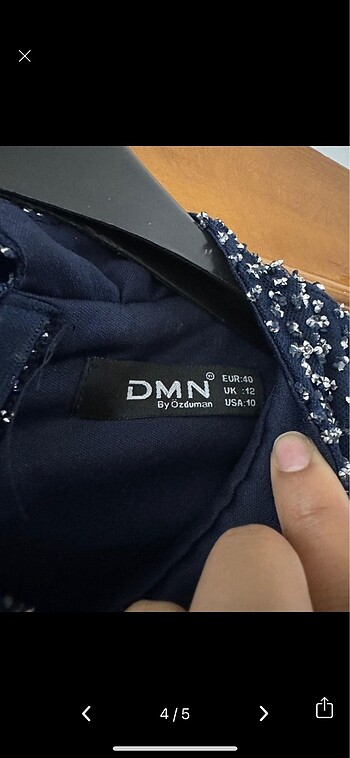 DMN®
By Özduman
EUR:40
UK :12
USA:10
4/5